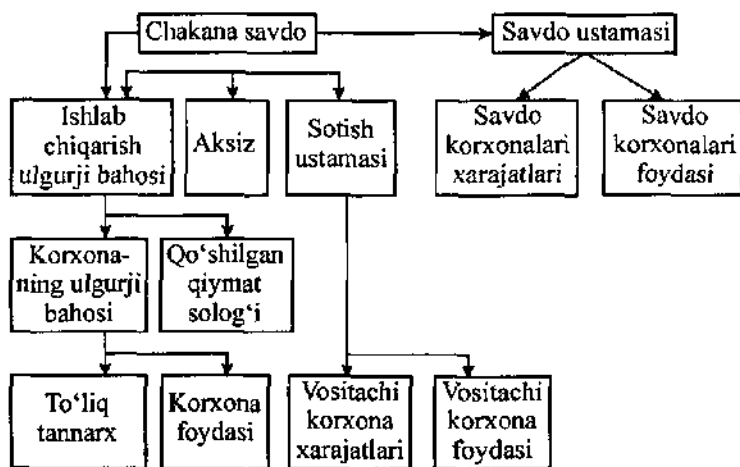 Chakana savdo
Savdo ustamasi
Ishlab
chiqarish
ulgurji bahosi
Aksiz
Sotish
ustamasi
Savdo
korxonalari
xarajatlari
Savdo
korxonalari
foydasi
Korxona-
ning ulgurji
bahosi
Qo‘shilgan
qiymat
solog‘i
To‘liq
tannarx
Korxona
foydasi
Vositachi
korxona
xarajatlari
Vositachi
korxona
foydasi